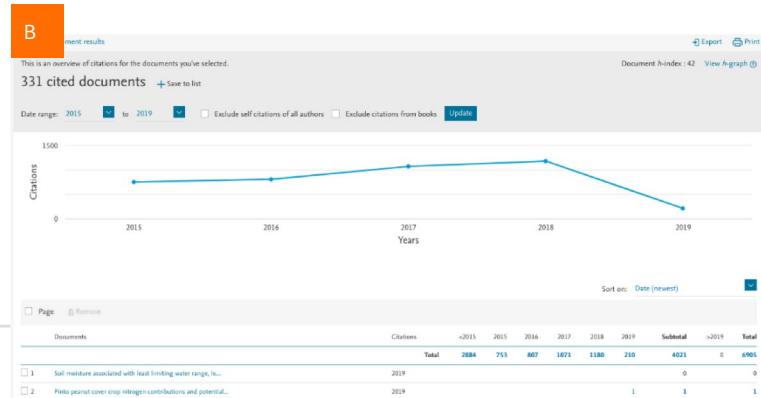 B
ment results
Export Print
This is an overview of citations for the documents you've selected.
Document h-index : 42 View h-graph
331 cited documents + Save to list
Date range: 2015 to 2019 Exclude self citations of all authors Exclude citations from books Update
1500
Citations
0
2015 2016 2017 2018 2019
Years
Sort on: Date (newest)
Page Remove
Documents Citations <2015 2015 2016 2017 2018 2019 Subtotal >2019 Total
Total 2884 753 807 1071 1180 210 4021 0 6905
1 Soil moisture associated with least limiting water range, le... 2019 0 0
2 Pinto peanut cover crop nitrogen contributions and potential... 2019 1 1 1